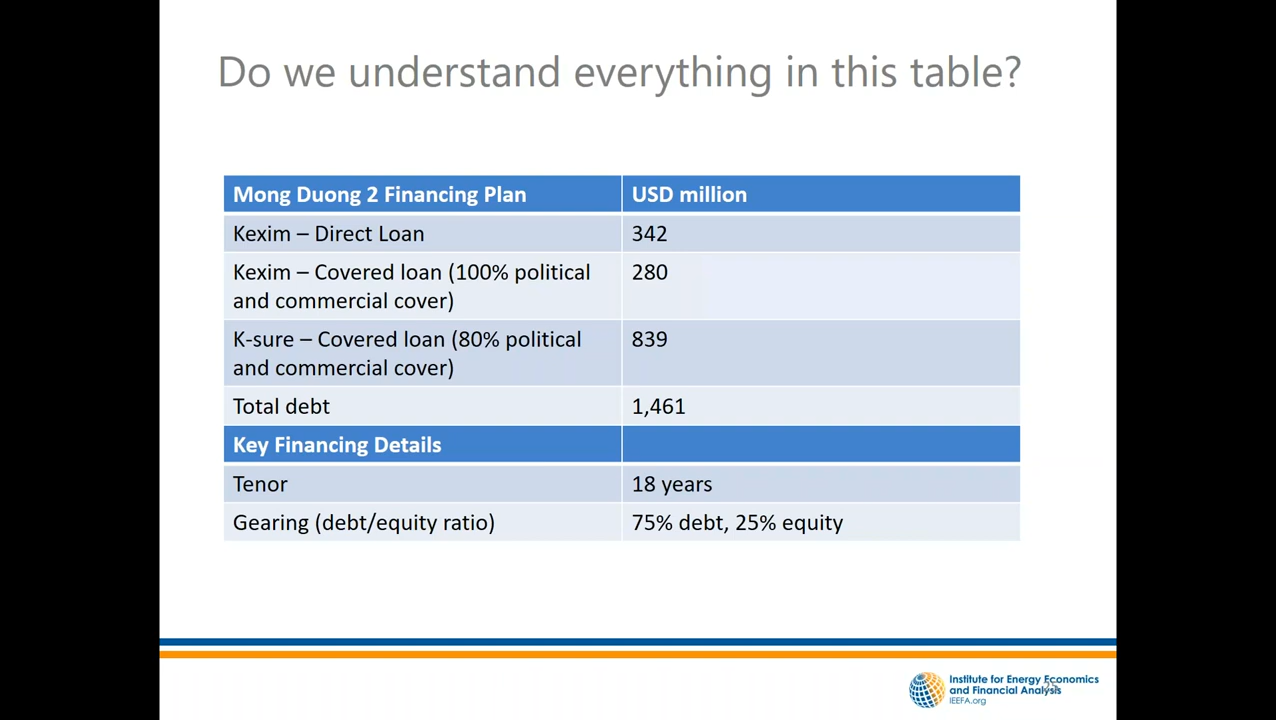 Do we understand everything in this table?
Mong Duong 2 Financing Plan
USD million
Kexim – Direct Loan
342
Kexim – Covered loan (100% political
and commercial cover)
280
K-sure – Covered loan (80% political
and commercial cover)
839
Total debt
1,461
Key Financing Details
Tenor
18 years
Gearing (debt/equity ratio)
75% debt, 25% equity
Institute for Energy Economics
and Financial Analysis
IEEFA.org